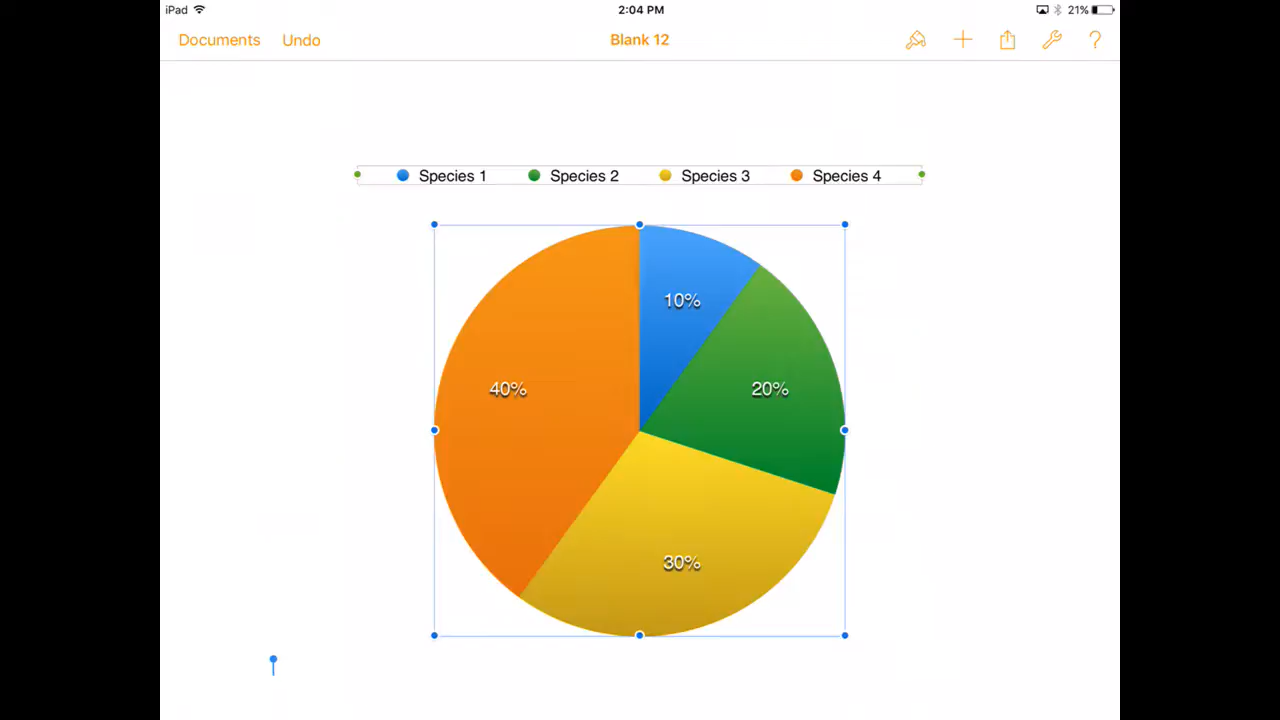 iPad 2:04 PM 21%
Documents Undo Blank 12 ?
Species 1 Species 2 Species 3 Species 4
10%
40% 20%
30%